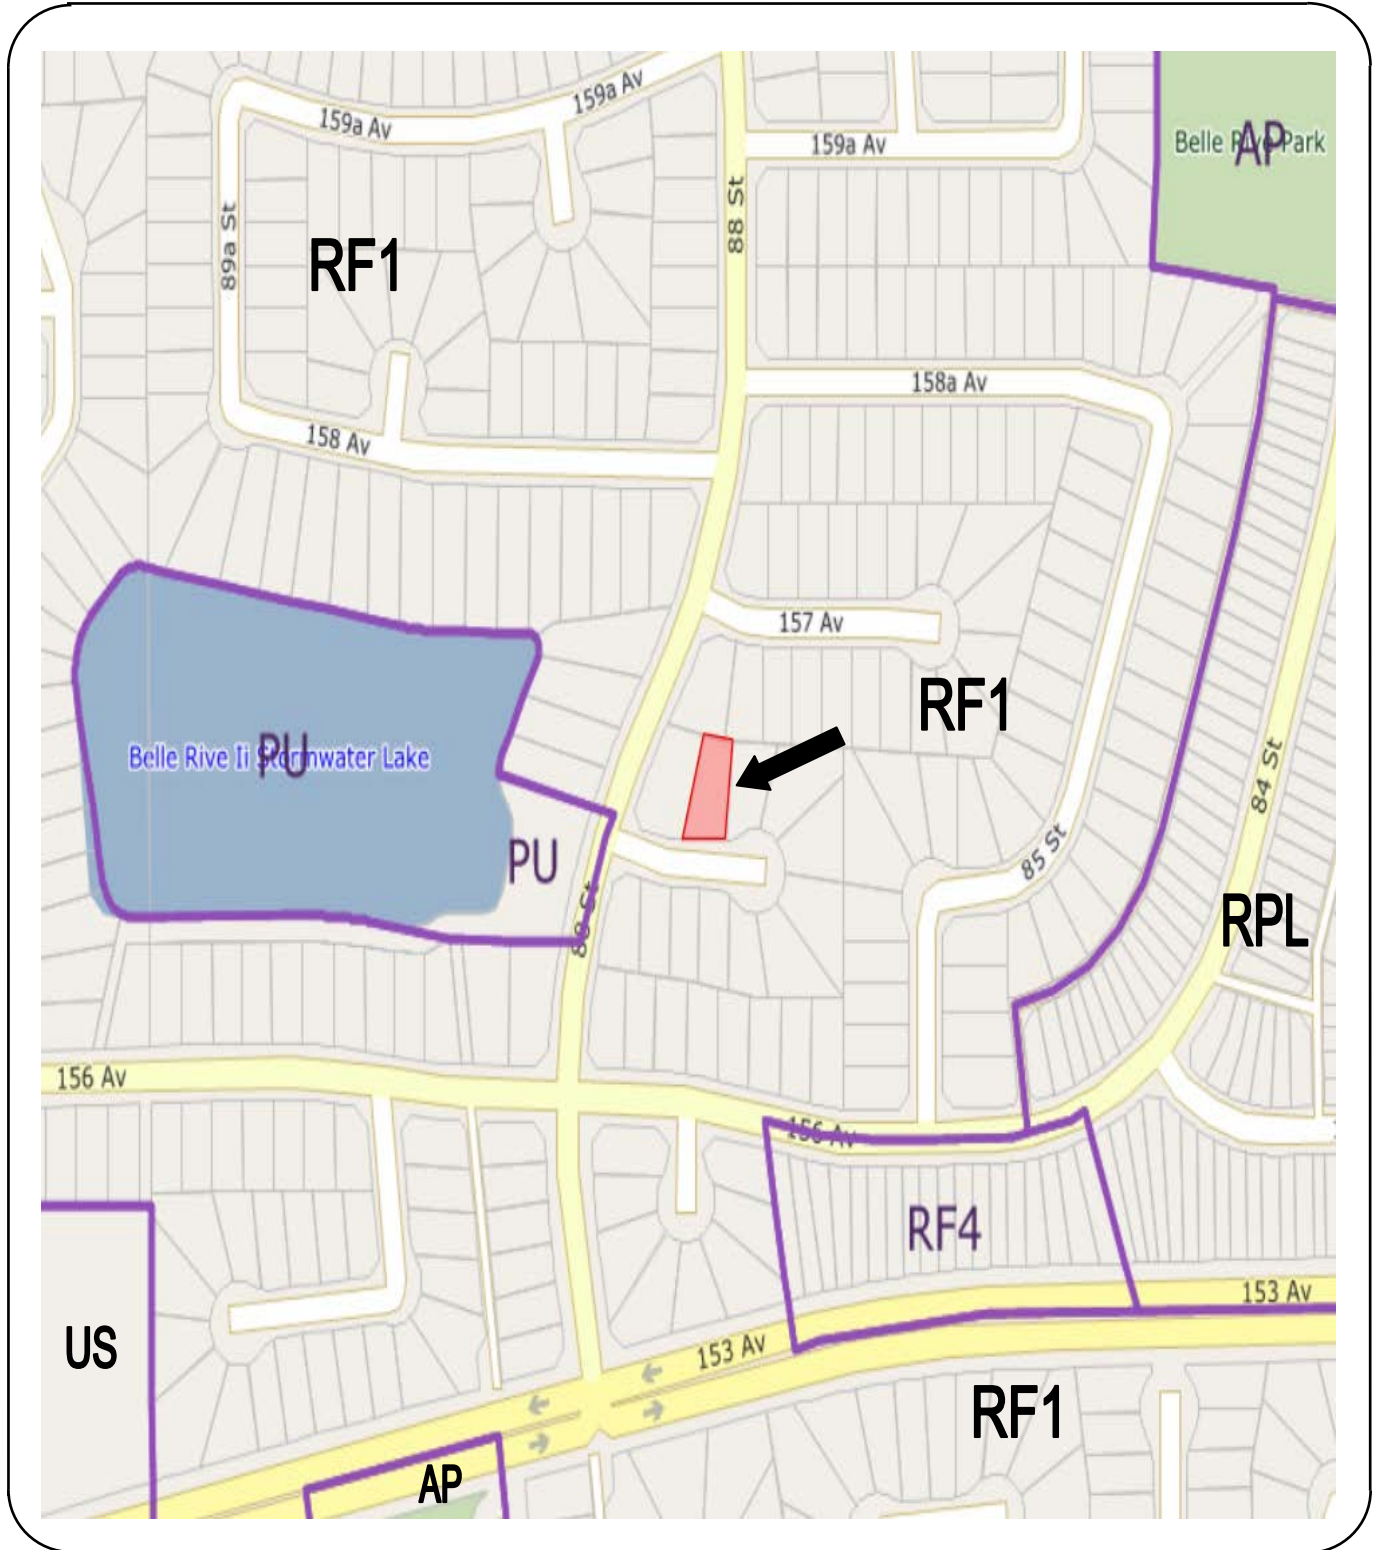 159a Av
159a Av
159a Av
Belle Rive Park
AP
88 St
89a St
RF1
158a Av
158 Av
157 Av
RF1
Belle Rive Ii Stormwater Lake
PU
84 St
PU
85 St
88 St
RPL
156 Av
156 Av
RF4
153 Av
US
153 Av
RF1
AP